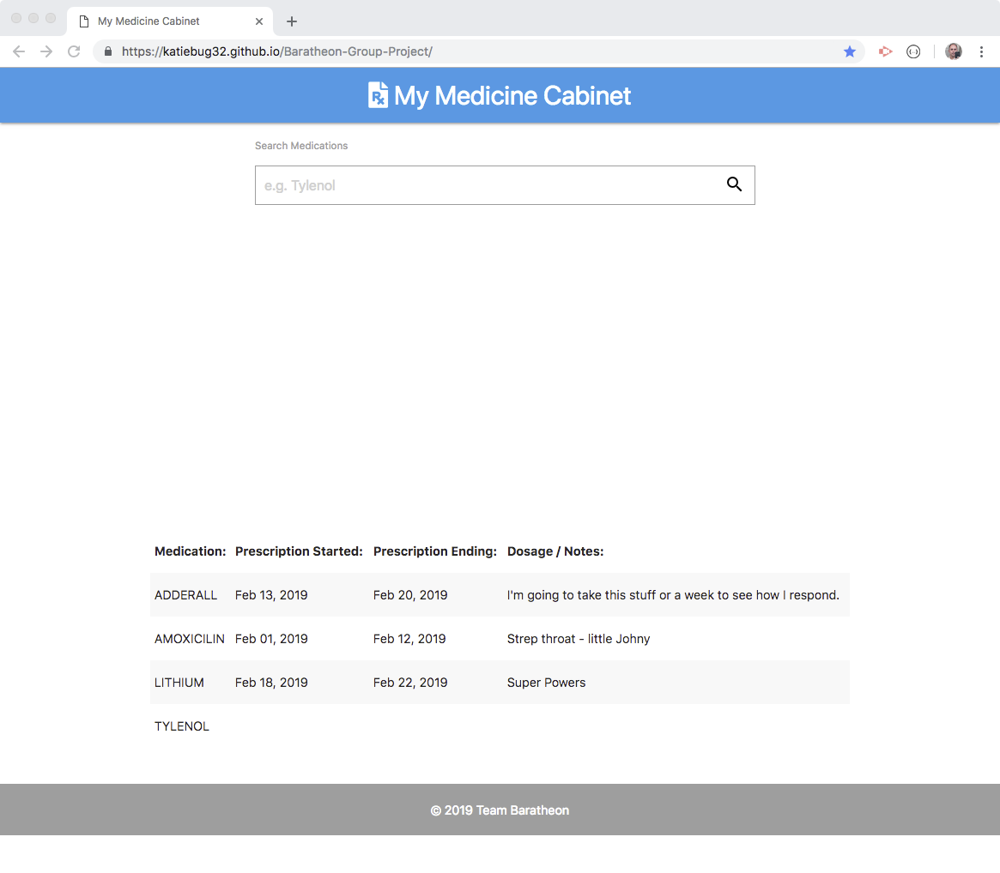 My Medicine Cabinet
https://katiebug32.github.io/Baratheon-Group-Project/
Rx My Medicine Cabinet
Search Medications
e.g. Tylenol
Medication: Prescription Started: Prescription Ending: Dosage / Notes:
ADDERALL Feb 13, 2019 Feb 20, 2019 I'm going to take this stuff or a week to see how I respond.
AMOXICILIN Feb 01, 2019 Feb 12, 2019 Strep throat - little Johny
LITHIUM Feb 18, 2019 Feb 22, 2019 Super Powers
TYLENOL
© 2019 Team Baratheon